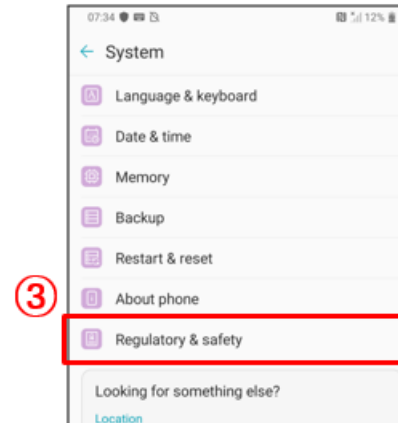 07:34 12%
← System
Language & keyboard
Date & time
Memory
Backup
Restart & reset
③ About phone
Regulatory & safety
Looking for something else?
Location